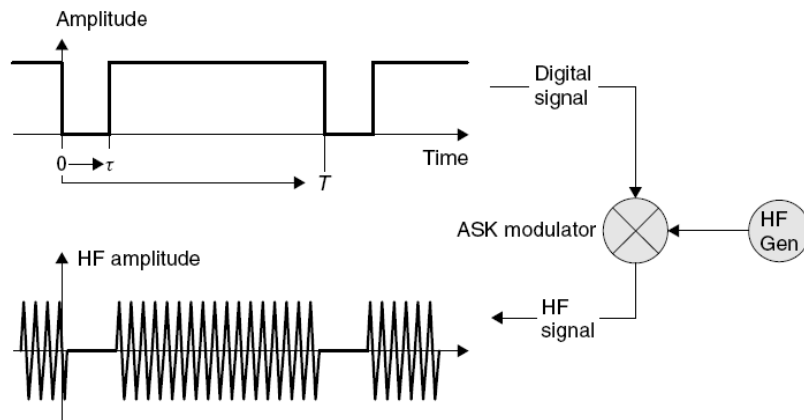 Amplitude
Digital
signal
Time
0
τ
T
ASK modulator
HF
Gen
HF amplitude
HF
signal